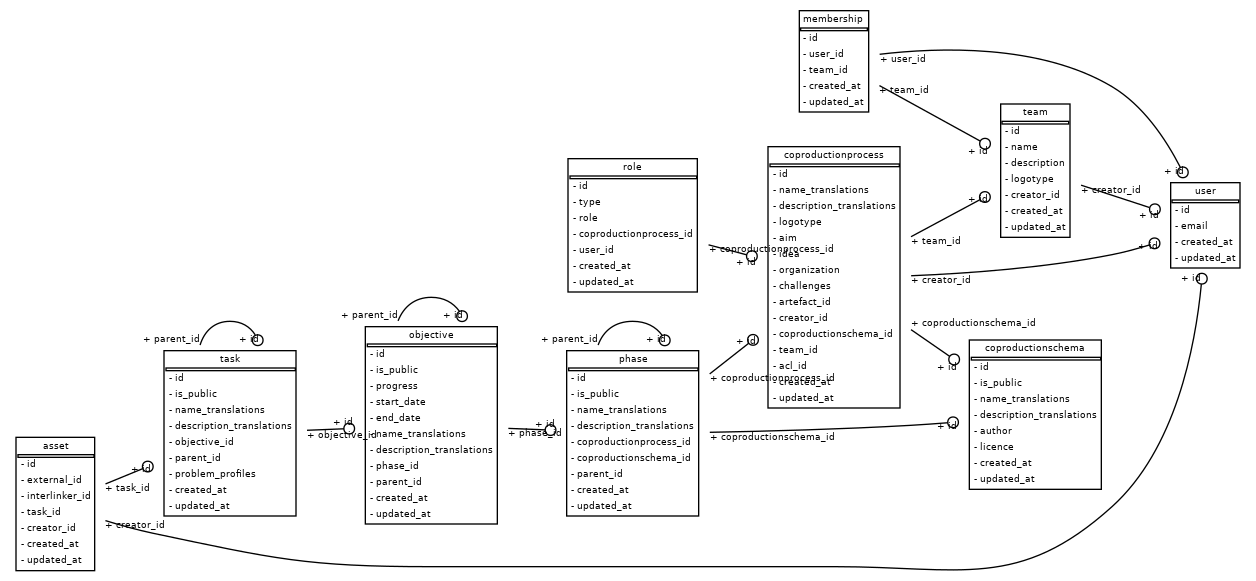 membership
- id
- user_id
- team_id
- created_at
- updated_at
+ user_id
+ team_id
+ id
+ id
team
- id
- name
- description
- logotype
- creator_id
- created_at
- updated_at
+ creator_id
+ id
user
- id
- email
- created_at
- updated_at
role
- id
- type
- role
- coproductionprocess_id
- user_id
- created_at
- updated_at
+ coproductionprocess_id
+ id
coproductionprocess
- id
- name_translations
- description_translations
- logotype
- aim
- idea
- organization
- challenges
- artefact_id
- creator_id
- coproductionschema_id
- team_id
- acl_id
- created_at
- updated_at
+ team_id
+ id
+ creator_id
+ id
+ coproductionschema_id
+ id
coproductionschema
- id
- is_public
- name_translations
- description_translations
- author
- licence
- created_at
- updated_at
+ parent_id
+ id
phase
- id
- is_public
- name_translations
- description_translations
- coproductionprocess_id
- coproductionschema_id
- parent_id
- created_at
- updated_at
+ id
+ coproductionprocess_id
+ coproductionschema_id
+ id
+ parent_id
+ id
objective
- id
- is_public
- progress
- start_date
- end_date
- name_translations
- description_translations
- phase_id
- parent_id
- created_at
- updated_at
+ id
+ phase_id
+ parent_id
+ id
task
- id
- is_public
- name_translations
- description_translations
- objective_id
- parent_id
- problem_profiles
- created_at
- updated_at
+ id
+ objective_id
asset
- id
- external_id
- interlinker_id
- task_id
- creator_id
- created_at
- updated_at
+ id
+ task_id
+ creator_id
+ id